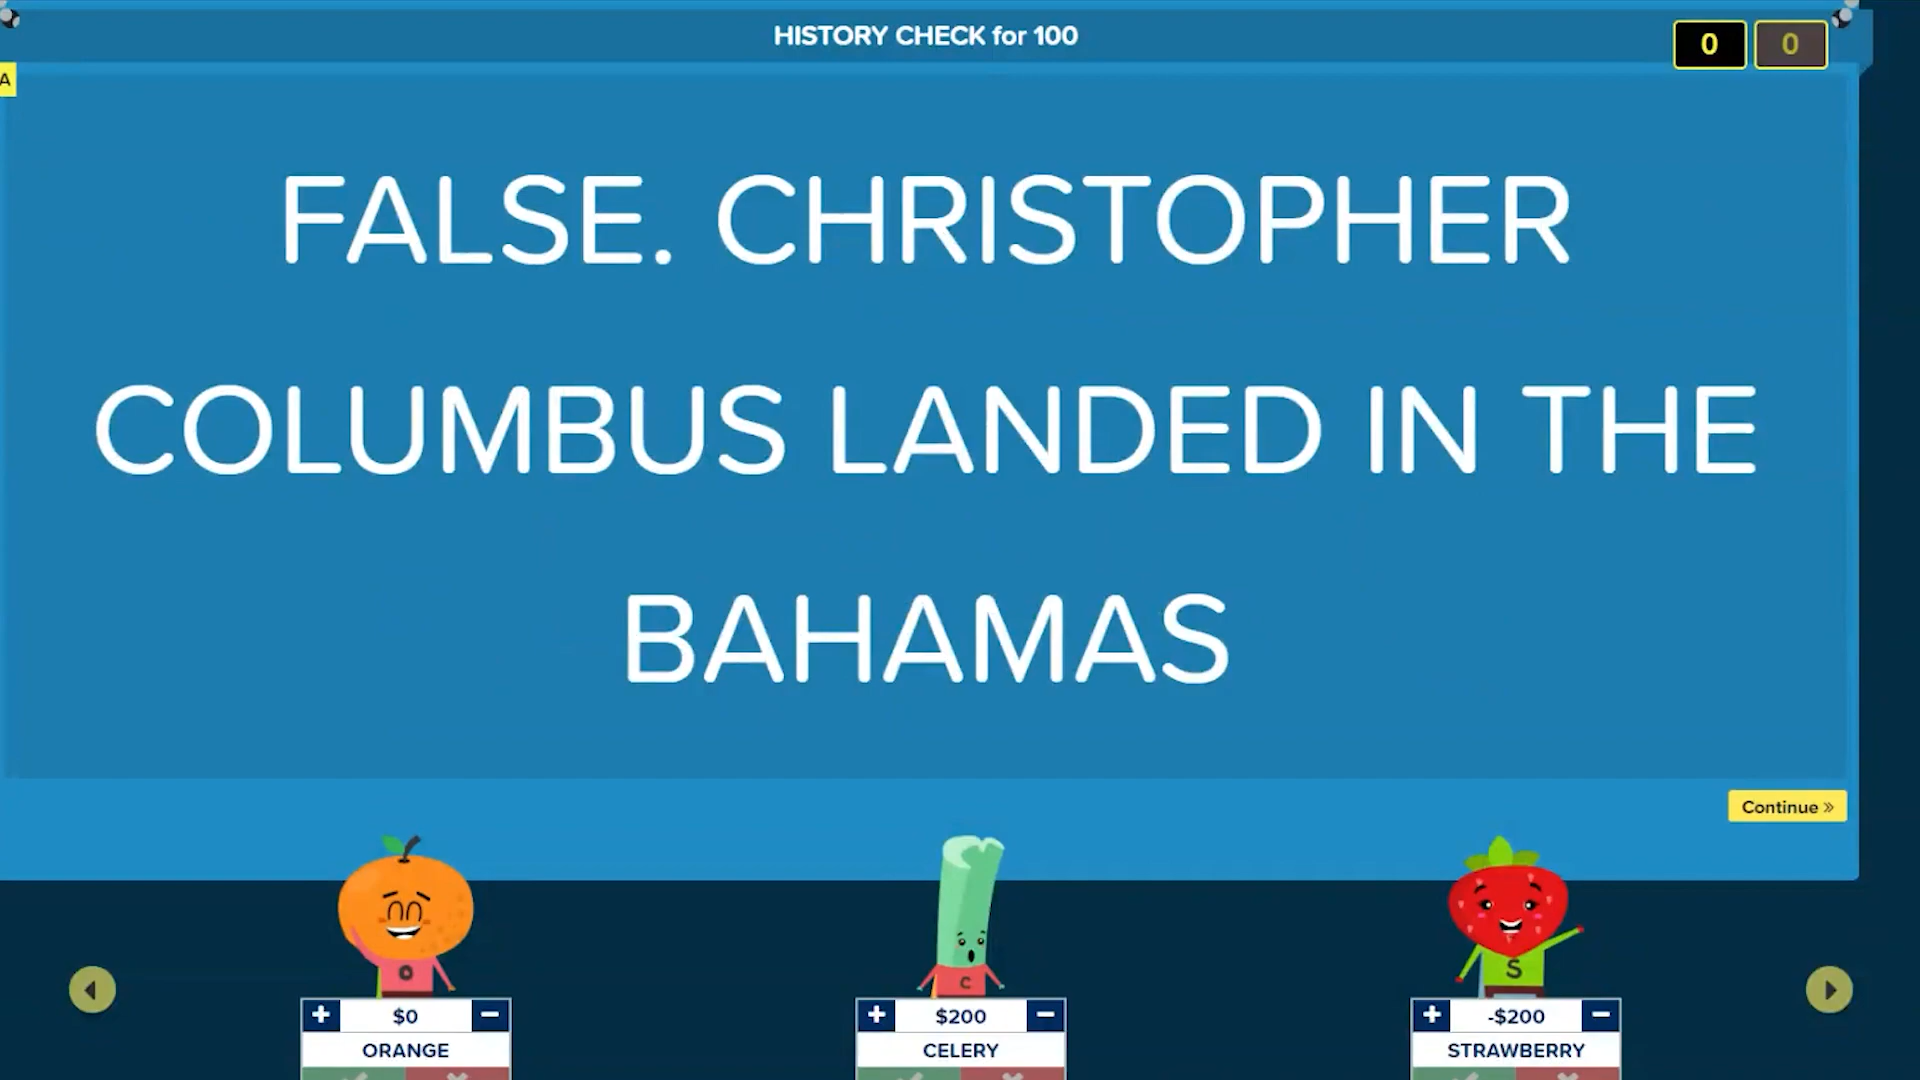 HISTORY CHECK for 100
0 0
A
FALSE. CHRISTOPHER
COLUMBUS LANDED IN THE
BAHAMAS
Continue »
O C S
+ $0 − + $200 − + -$200 −
ORANGE CELERY STRAWBERRY